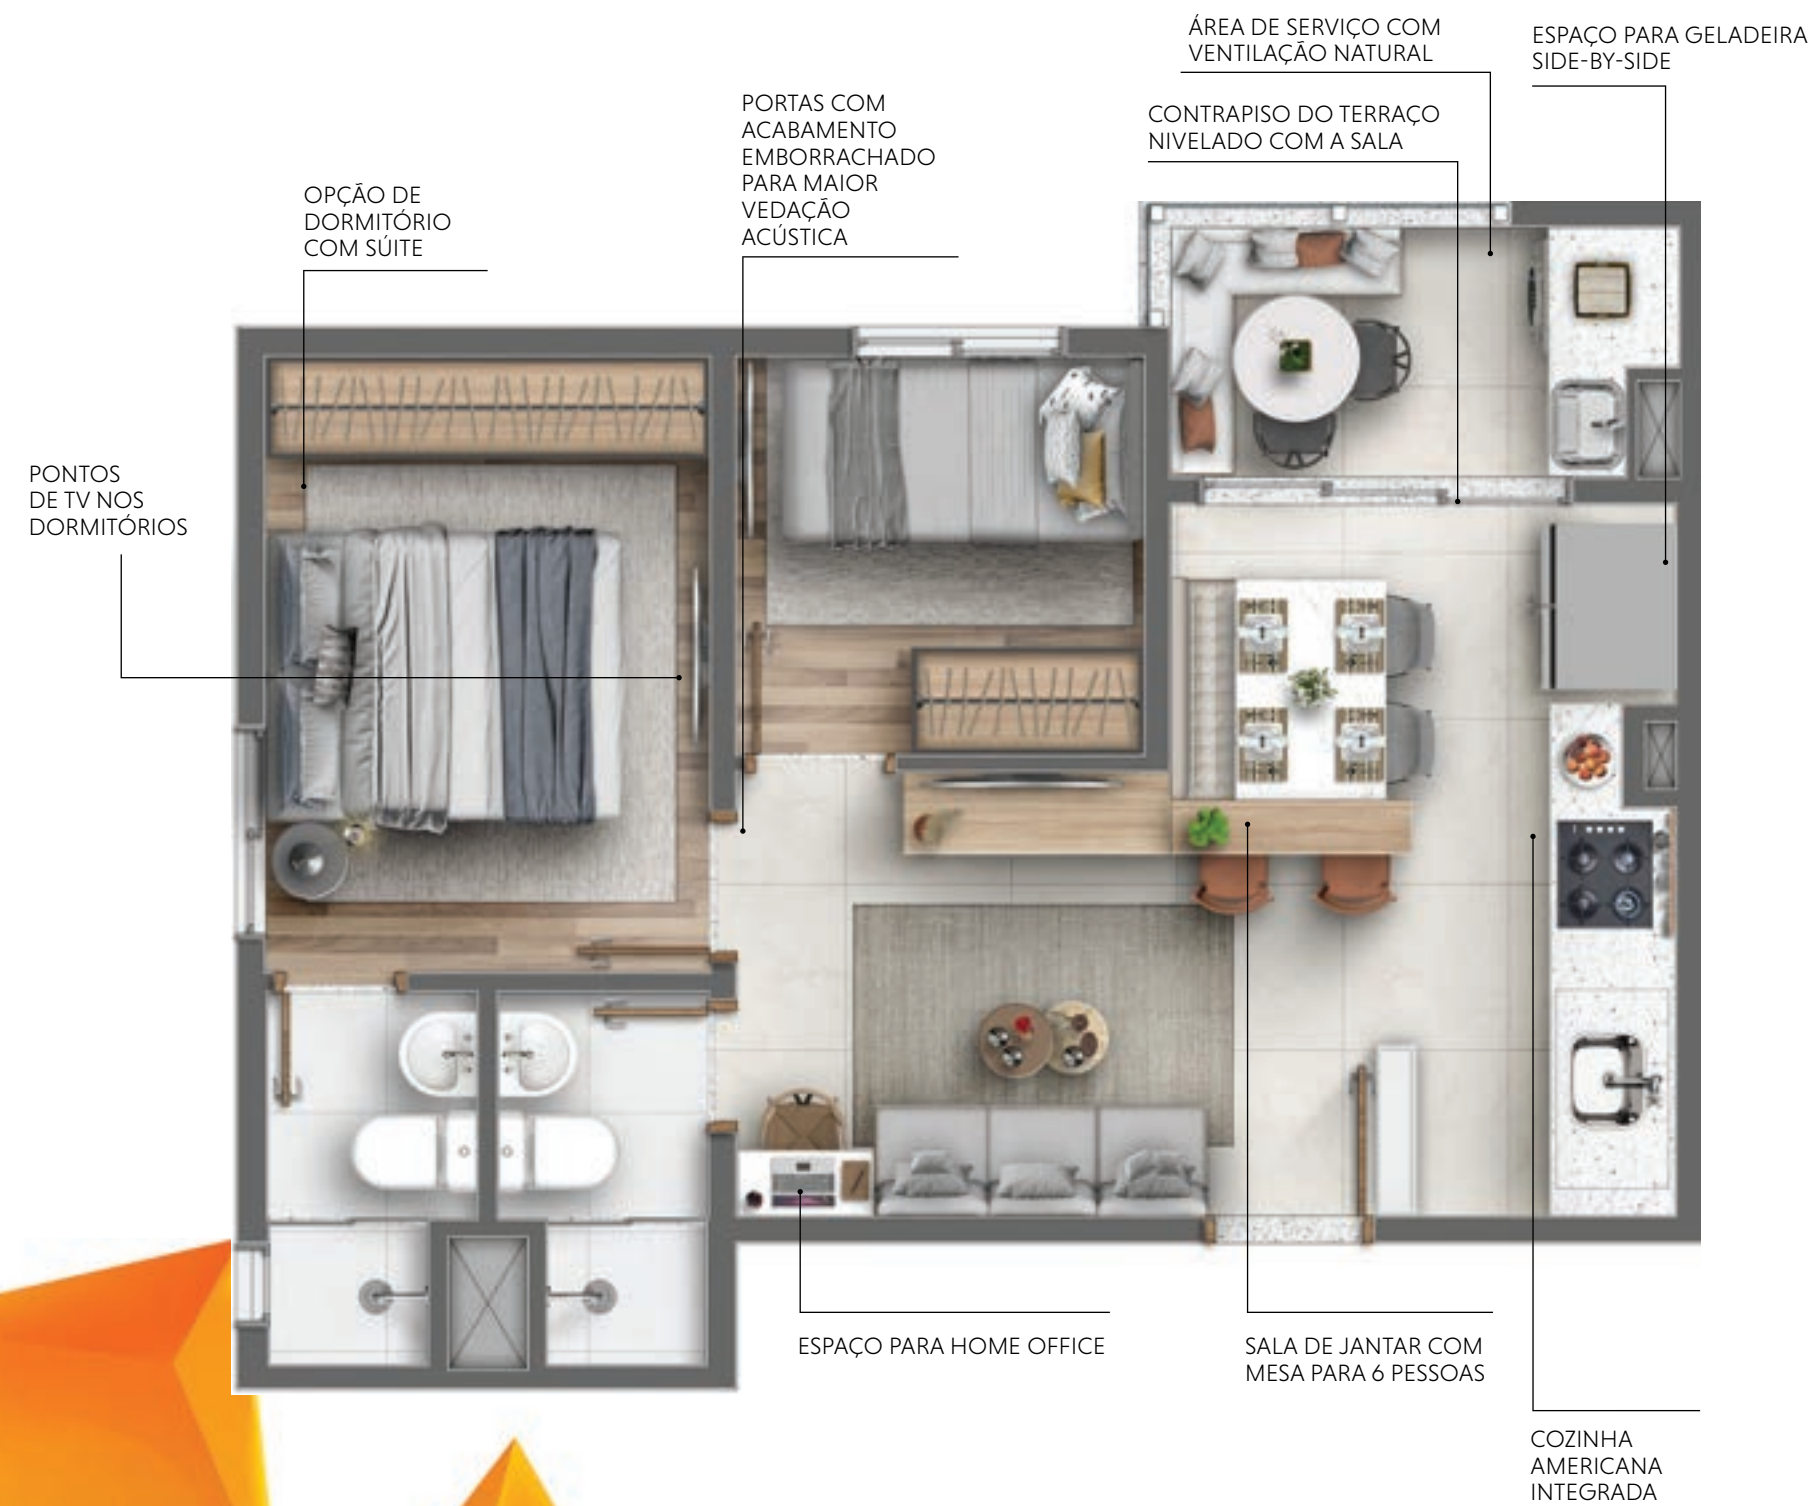 ÁREA DE SERVIÇO COM
VENTILAÇÃO NATURAL
ESPAÇO PARA GELADEIRA
SIDE-BY-SIDE
PORTAS COM
ACABAMENTO
EMBORRACHADO
PARA MAIOR
VEDAÇÃO
ACÚSTICA
CONTRAPISO DO TERRAÇO
NIVELADO COM A SALA
OPÇÃO DE
DORMITÓRIO
COM SÚITE
PONTOS
DE TV NOS
DORMITÓRIOS
ESPAÇO PARA HOME OFFICE
SALA DE JANTAR COM
MESA PARA 6 PESSOAS
COZINHA
AMERICANA
INTEGRADA